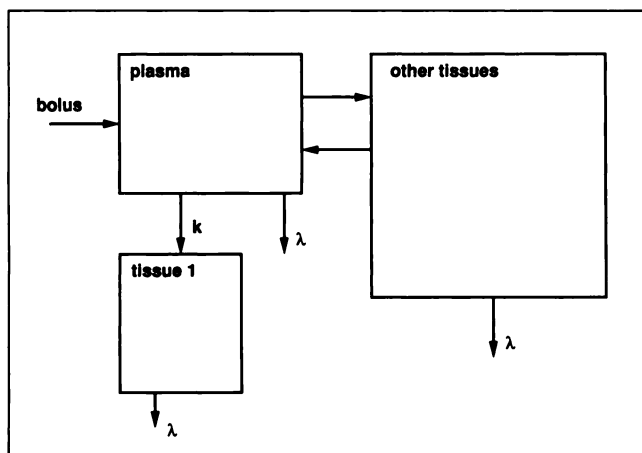 plasma
other tissues
bolus
k
λ
tissue 1
λ
λ